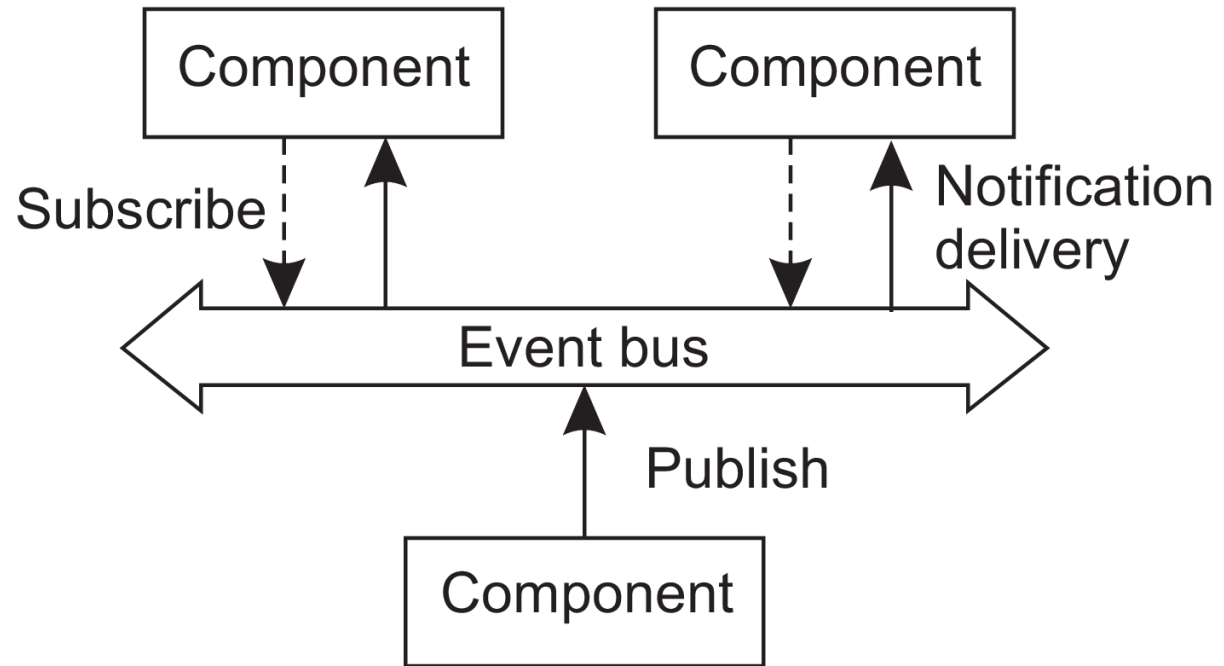 Component
Component
Subscribe
Notification
delivery
Event bus
Publish
Component